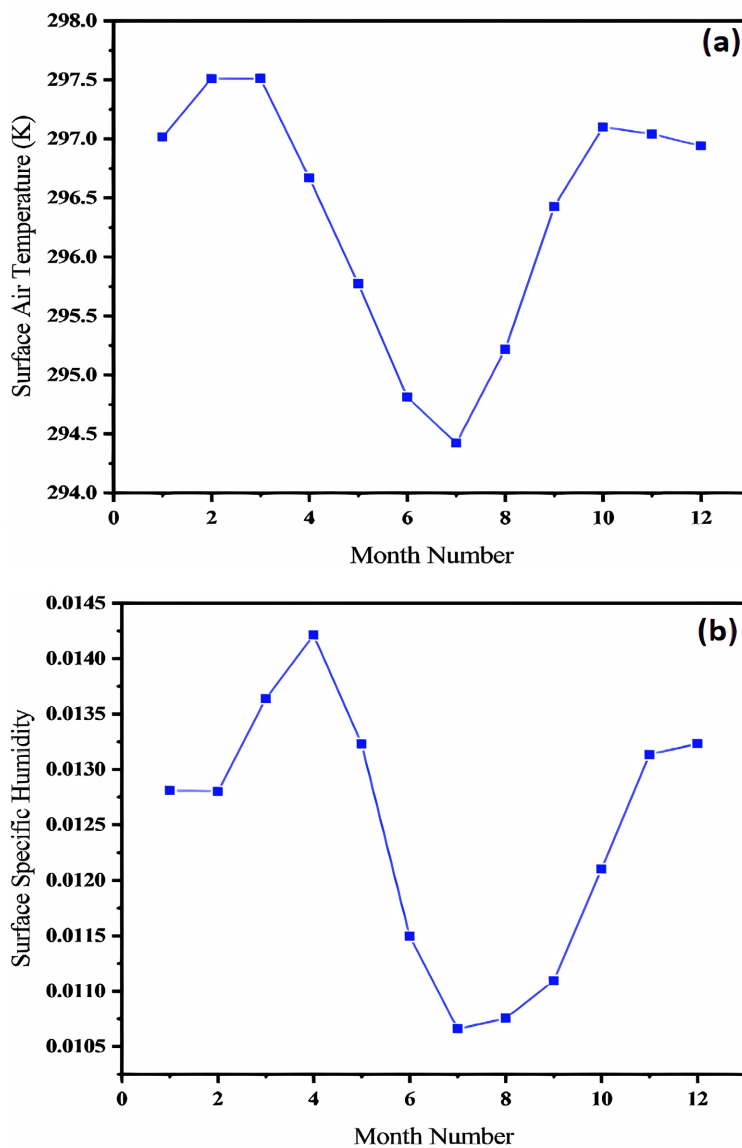 (a)
298.0
297.5
297.0
296.5
296.0
295.5
295.0
294.5
294.0
Surface Air Temperature (K)
0 2 4 6 8 10 12
Month Number
(b)
0.0145
0.0140
0.0135
0.0130
0.0125
0.0120
0.0115
0.0110
0.0105
Surface Specific Humidity
0 2 4 6 8 10 12
Month Number